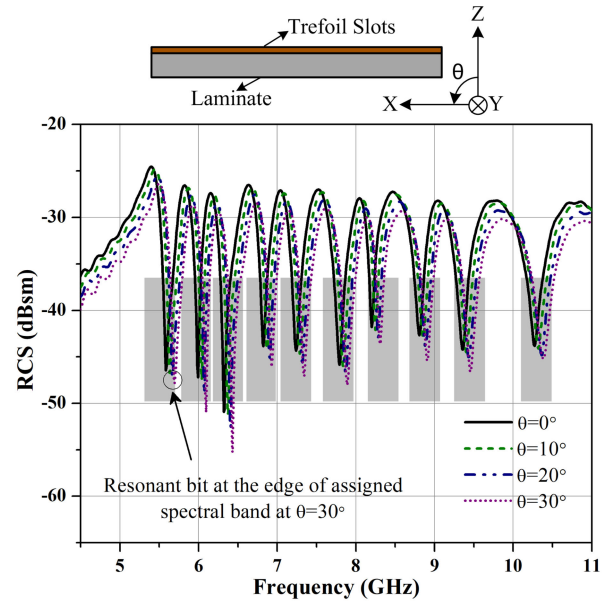 Trefoil Slots
Z
θ
Laminate
X
Y
-20
-30
-40
-50
-60
RCS (dBsm)
θ=0°
θ=10°
θ=20°
θ=30°
Resonant bit at the edge of assigned
spectral band at θ=30°
5 6 7 8 9 10 11
Frequency (GHz)